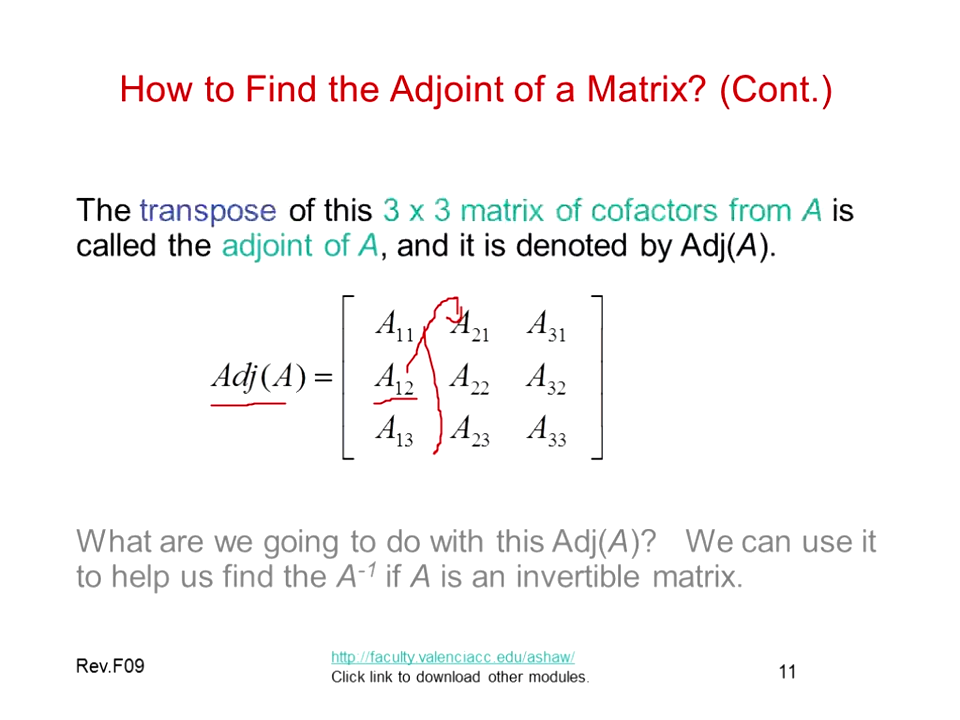 How to Find the Adjoint of a Matrix? (Cont.)
The transpose of this 3 x 3 matrix of cofactors from A is
called the adjoint of A, and it is denoted by Adj(A).
A₁₁ A₂₁ A₃₁
Adj(A) = A₁₂ A₂₂ A₃₂
A₁₃ A₂₃ A₃₃
What are we going to do with this Adj(A)? We can use it
to help us find the A⁻¹ if A is an invertible matrix.
Rev.F09
http://faculty.valenciacc.edu/ashaw/
Click link to download other modules.
11